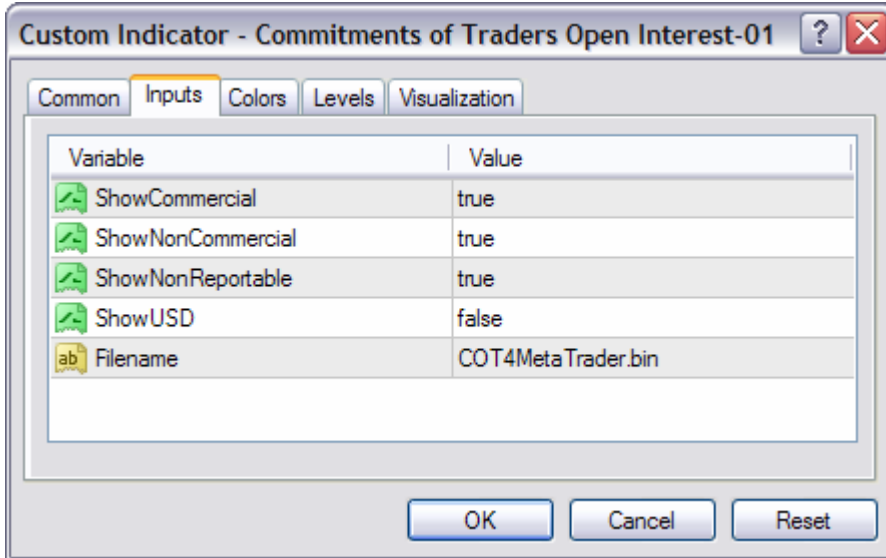 Custom Indicator - Commitments of Traders Open Interest-01 ?
Common Inputs Colors Levels Visualization
Variable Value
ShowCommercial true
ShowNonCommercial true
ShowNonReportable true
ShowUSD false
ab Filename COT4MetaTrader.bin
OK Cancel Reset